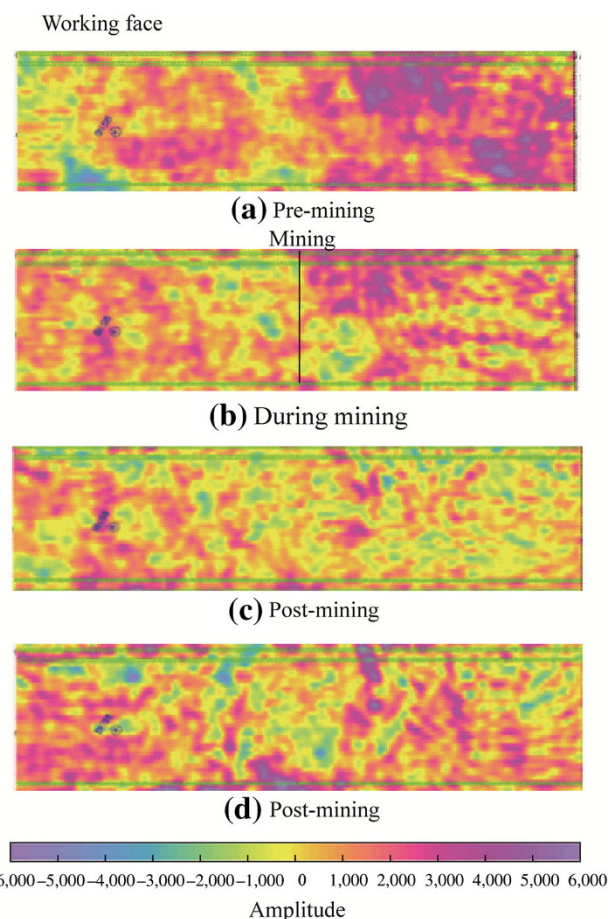 Working face
(a) Pre-mining
Mining
(b) During mining
(c) Post-mining
(d) Post-mining
6,000 –5,000 –4,000 –3,000 –2,000 –1,000 0 1,000 2,000 3,000 4,000 5,000 6,000
Amplitude